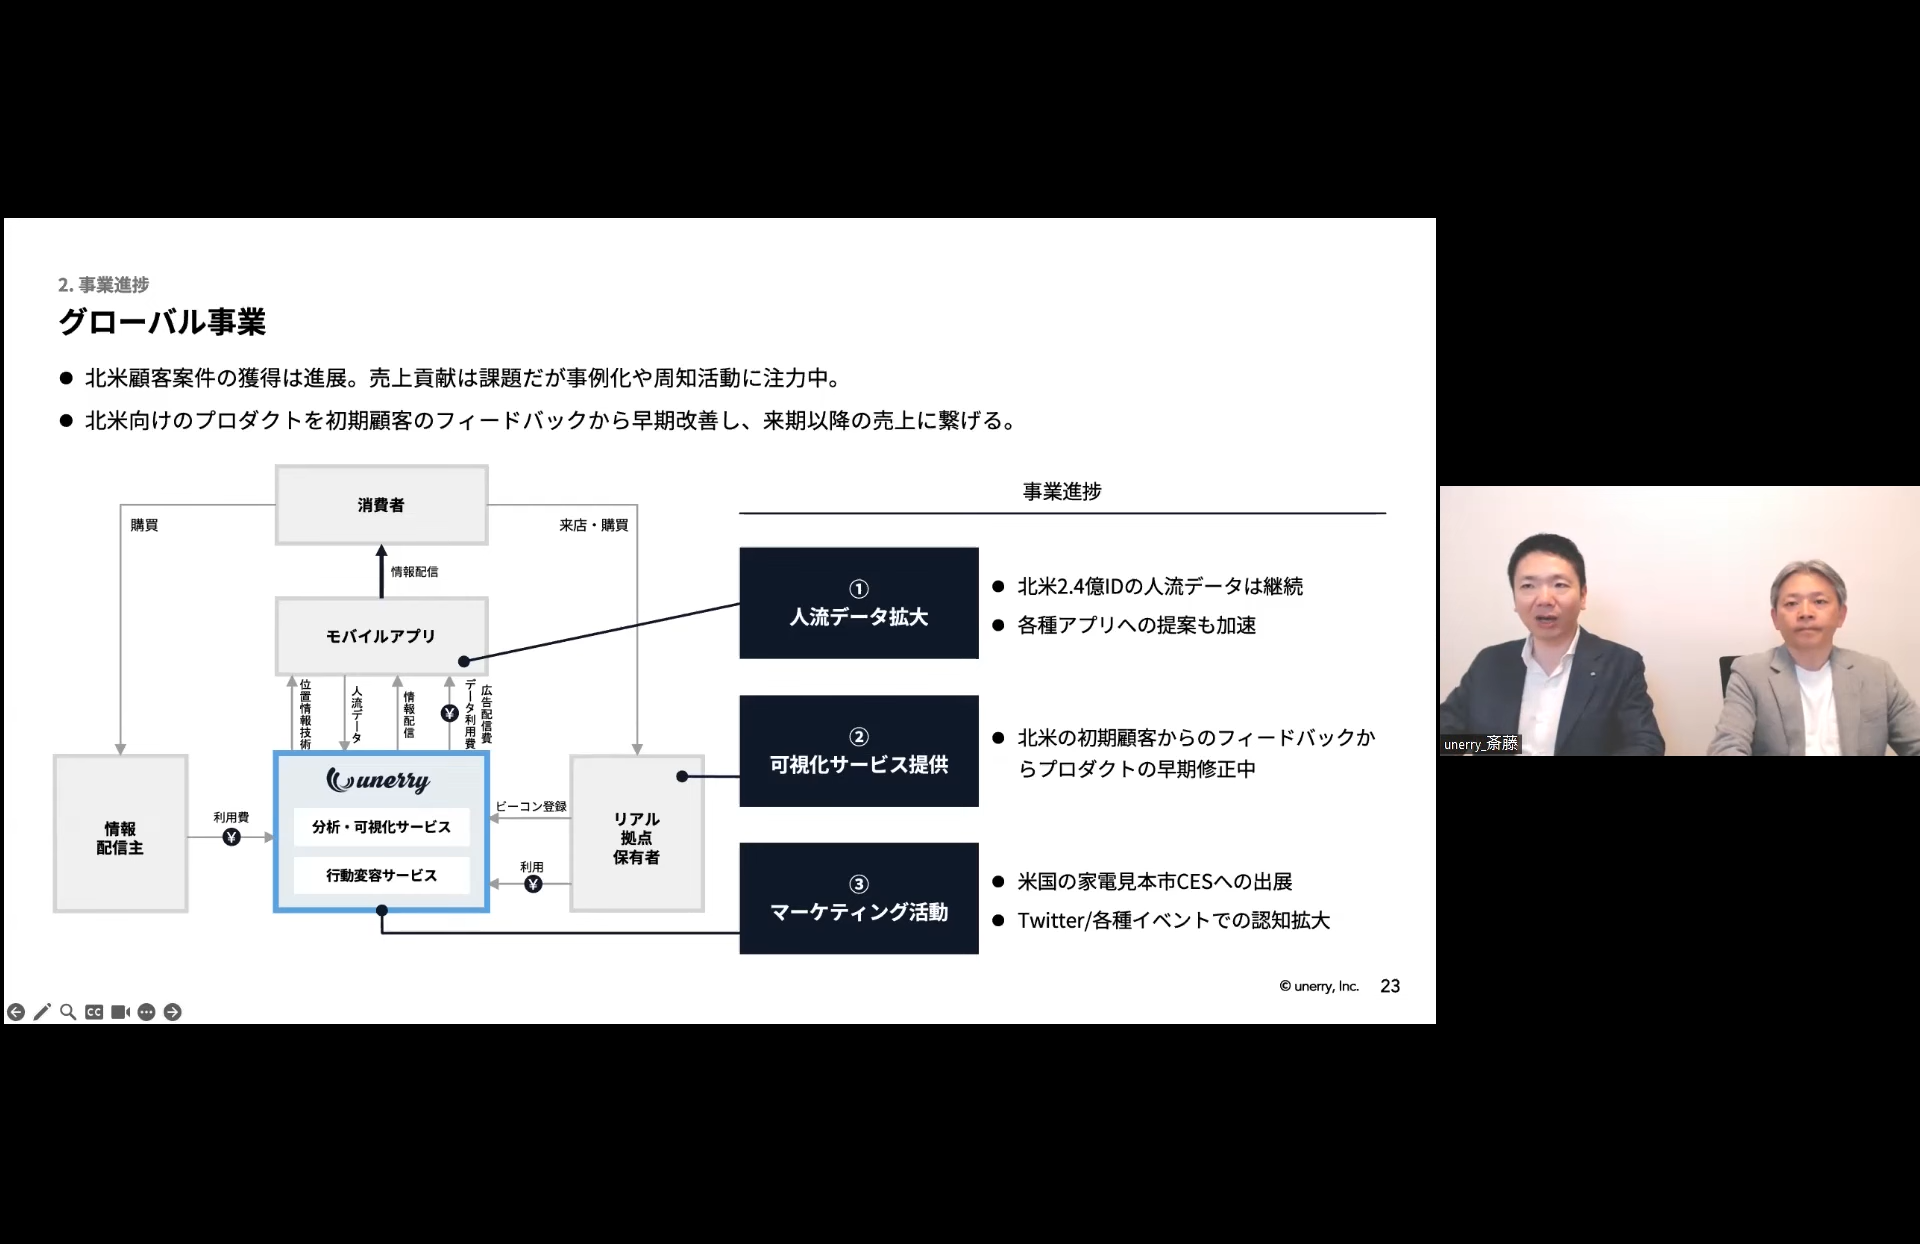 2. 事業進捗
グローバル事業
● 北米顧客案件の獲得は進展。売上貢献は課題だが事例化や周知活動に注力中。
● 北米向けのプロダクトを初期顧客のフィードバックから早期改善し、来期以降の売上に繋げる。
消費者
購買
来店・購買
情報配信
モバイルアプリ
位置情報技術
人流データ
情報配信
¥
データ利用費
広告配信費
unerry
分析・可視化サービス
行動変容サービス
情報
配信主
利用費
¥
ビーコン登録
利用
¥
リアル
拠点
保有者
事業進捗
①
人流データ拡大
● 北米2.4億IDの人流データは継続
● 各種アプリへの提案も加速
②
可視化サービス提供
● 北米の初期顧客からのフィードバックか
らプロダクトの早期修正中
③
マーケティング活動
● 米国の家電見本市CESへの出展
● Twitter/各種イベントでの認知拡大
© unerry, Inc. 23
CC
unerry_斎藤